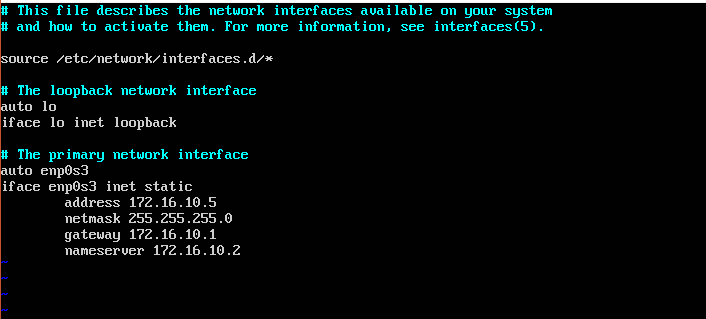 # This file describes the network interfaces available on your system
# and how to activate them. For more information, see interfaces(5).
source /etc/network/interfaces.d/*
# The loopback network interface
auto lo
iface lo inet loopback
# The primary network interface
auto enp0s3
iface enp0s3 inet static
address 172.16.10.5
netmask 255.255.255.0
gateway 172.16.10.1
nameserver 172.16.10.2
~
~
~
~